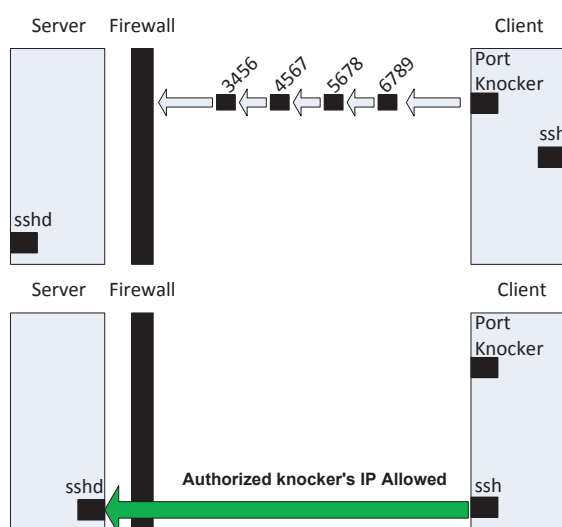 Server Firewall Client
3456 4567 5678 6789
Port
Knocker
ssh
sshd
Server Firewall Client
Port
Knocker
Authorized knocker's IP Allowed
sshd
ssh